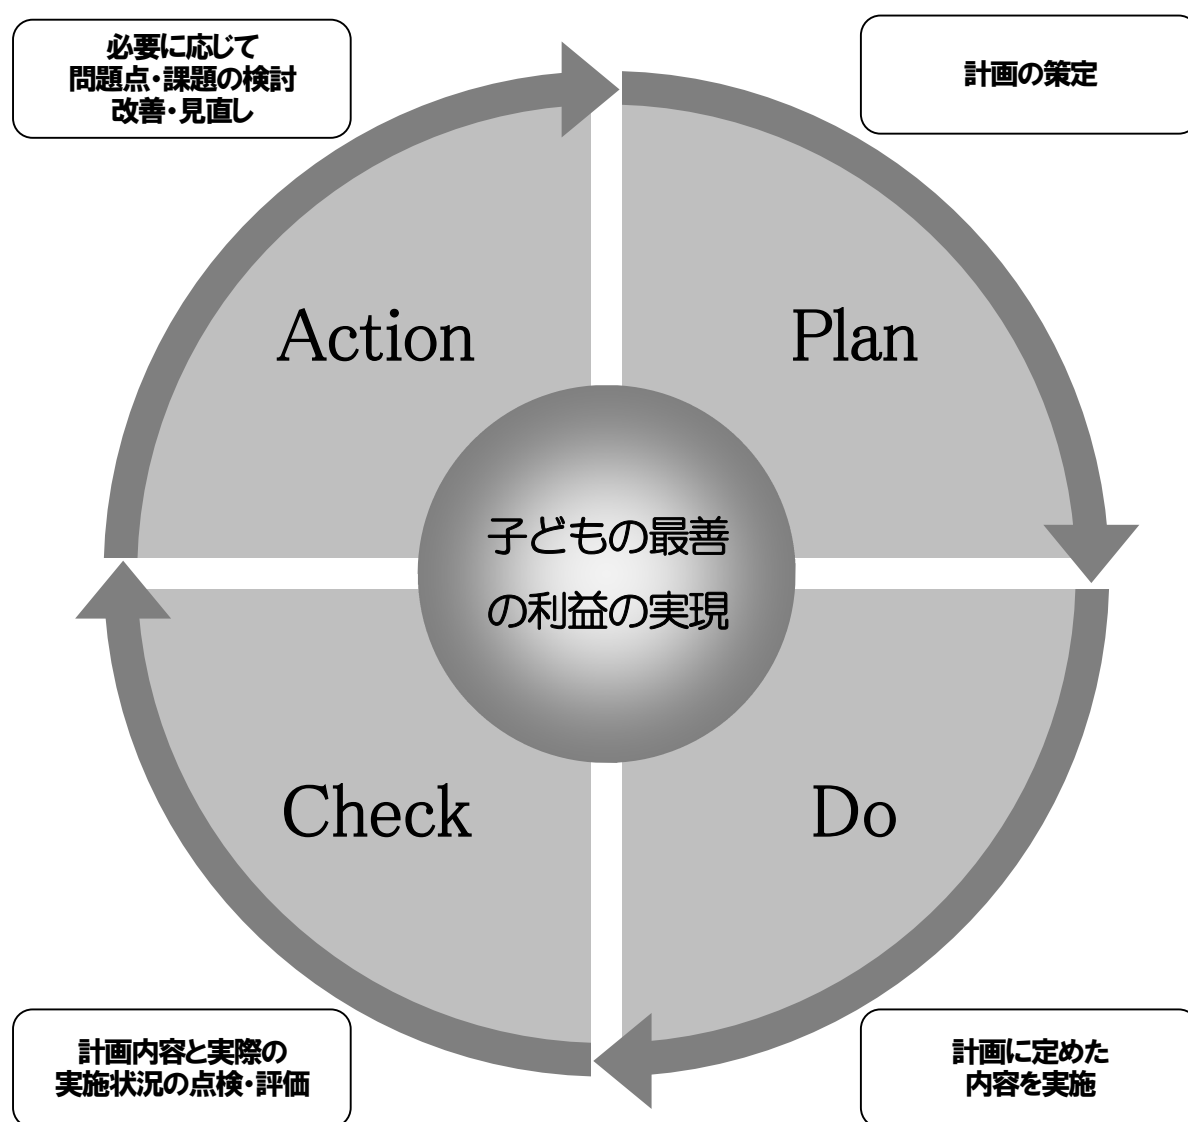 必要に応じて
問題点・課題の検討
改善・見直し
計画の策定
Action
Plan
子どもの最善
の利益の実現
Check
Do
計画内容と実際の
実施状況の点検・評価
計画に定めた
内容を実施